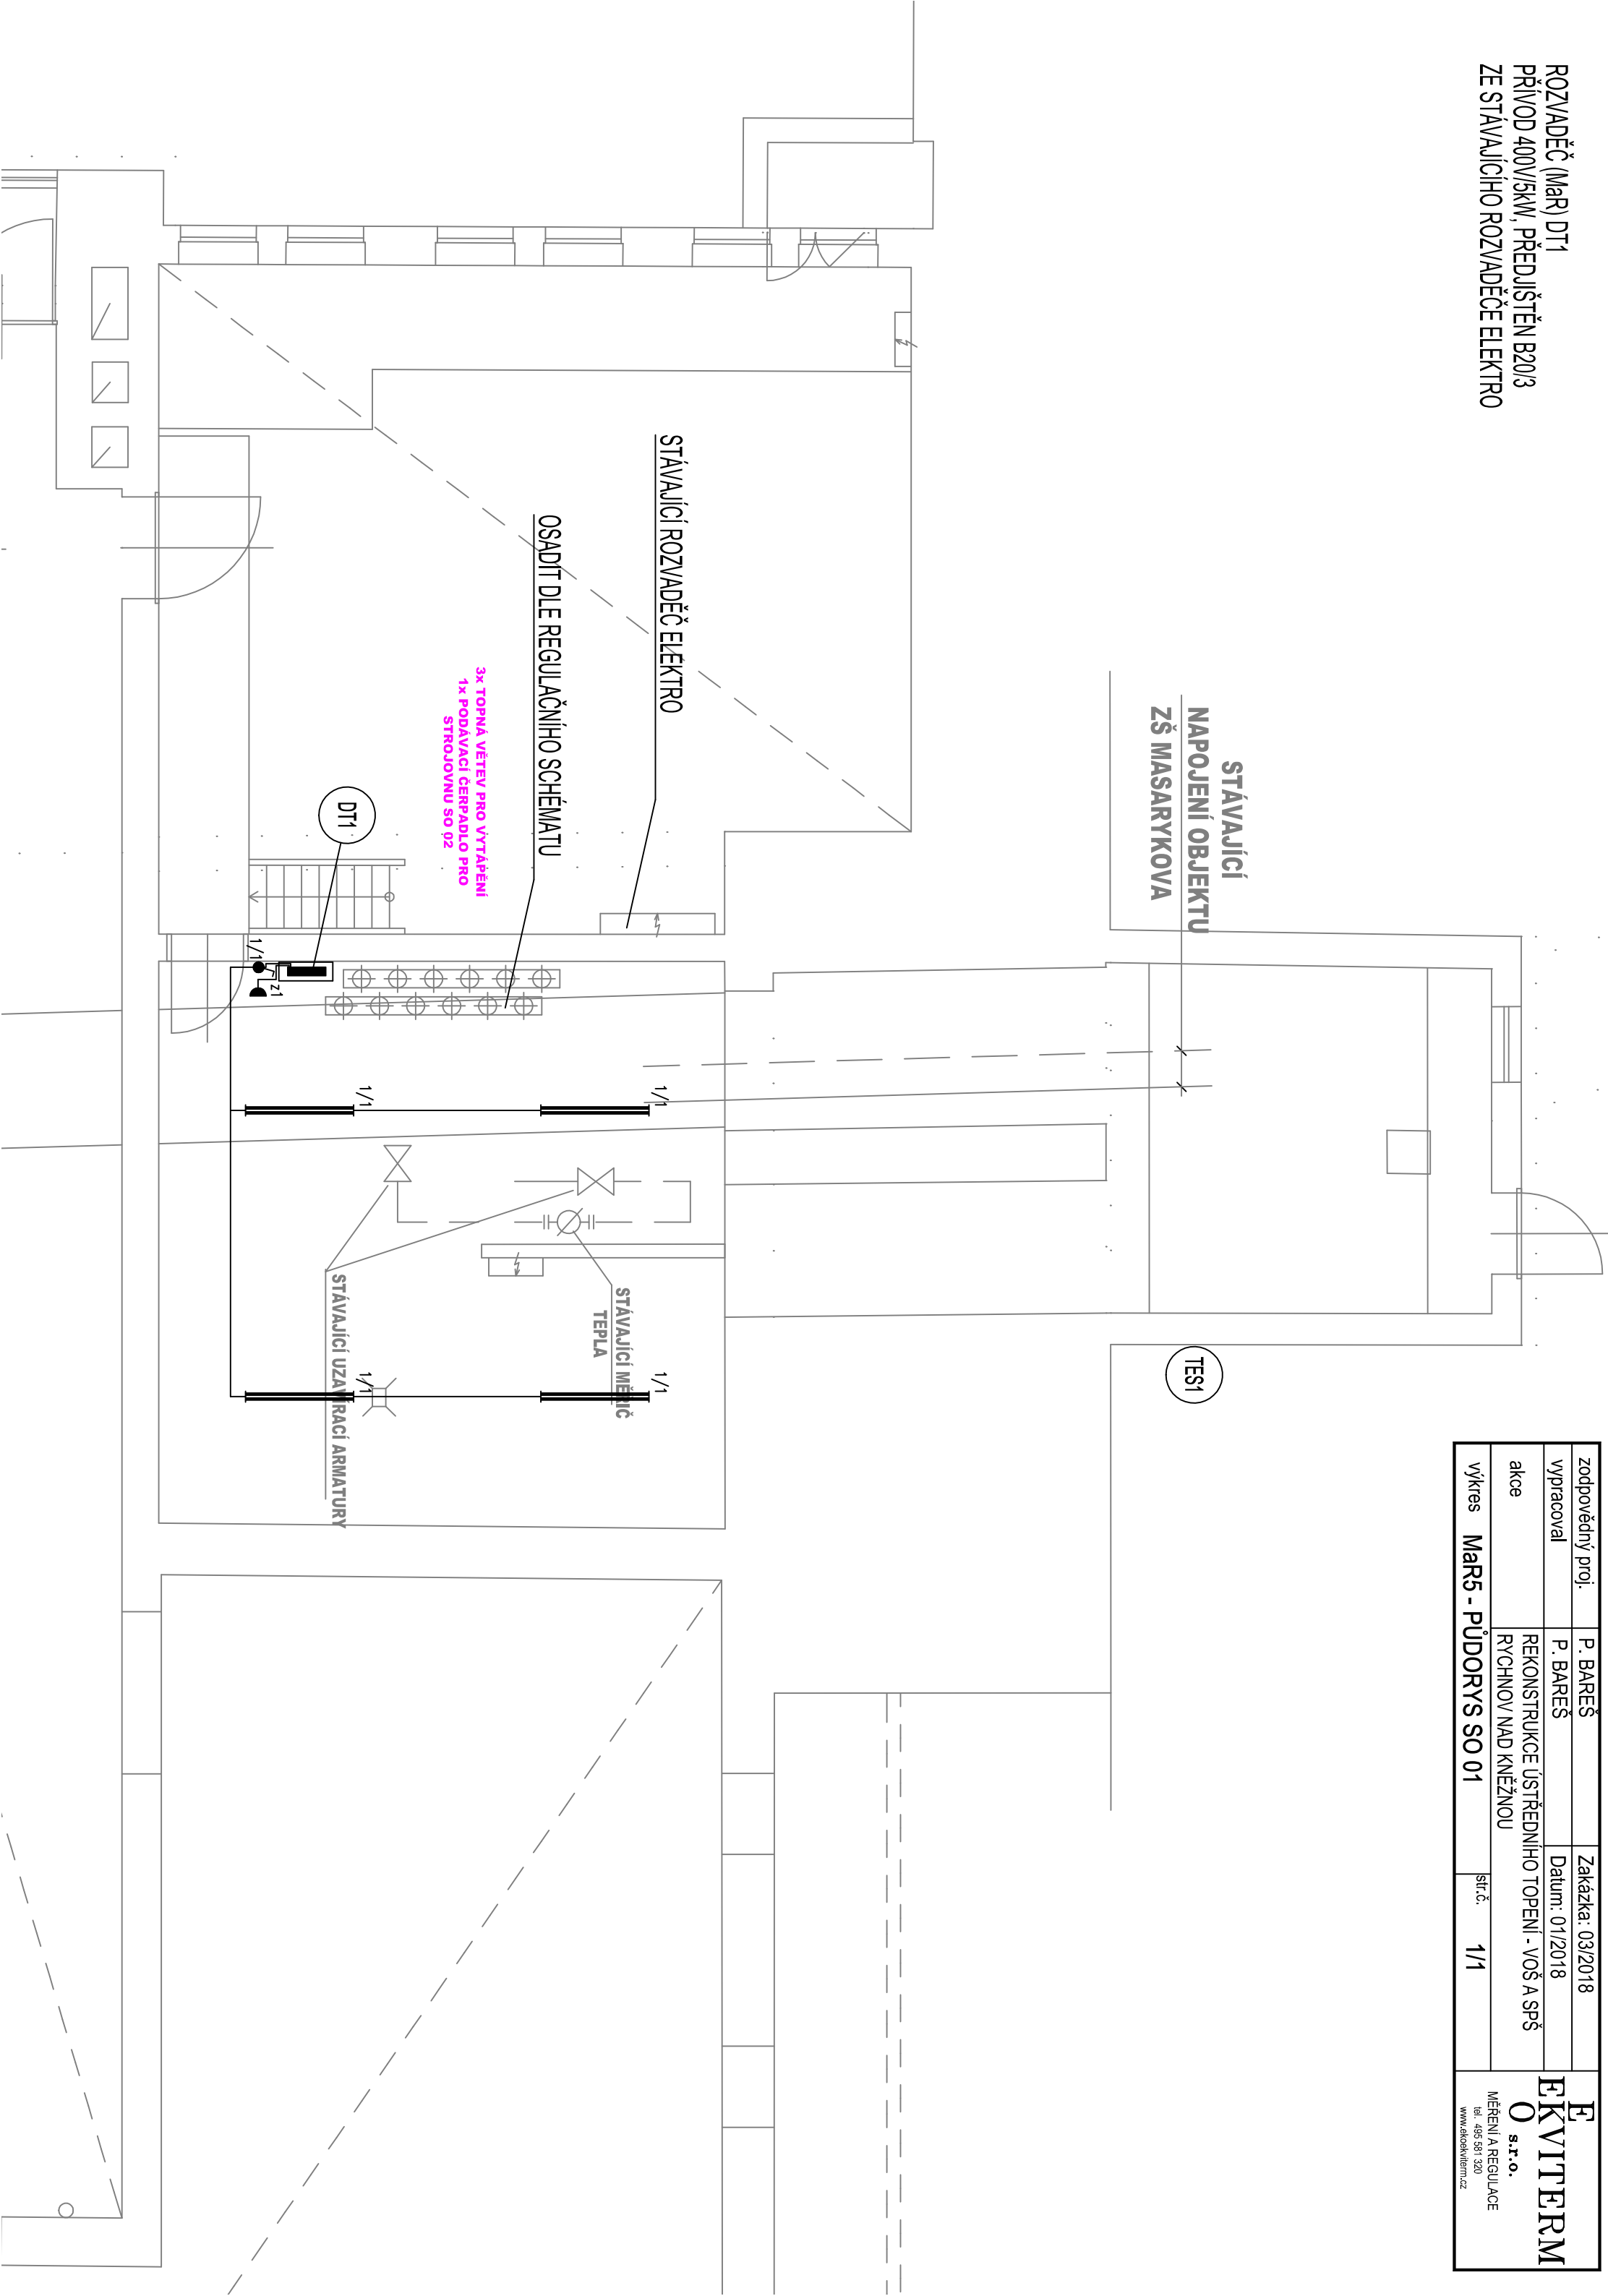 ROZVADĚČ (MaR) DT1
PŘÍVOD 400V/5kW, PŘEDJIŠTĚN B20/3
ZE STÁVAJÍCÍHO ROZVADĚČE ELEKTRO
STÁVAJÍCÍ ROZVADĚČ ELEKTRO
OSADIT DLE REGULAČNÍHO SCHÉMATU
3x TOPNÁ VĚTEV PRO VYTÁPĚNÍ
1x PODÁVACÍ ČERPADLO PRO
STROJOVNU SO 02
DT1
STÁVAJÍCÍ
NAPOJENÍ OBJEKTU
ZŠ MASARYKOVA
1/1
z1
1/1
1/1
STÁVAJÍCÍ MĚŘIČ
TEPLA
STÁVAJÍCÍ UZAVÍRACÍ ARMATURY
1/1
1/1
TES1
zodpovědný proj.
P. BAREŠ
Zakázka: 03/2018
vypracoval
P. BAREŠ
Datum: 01/2018
akce
REKONSTRUKCE ÚSTŘEDNÍHO TOPENÍ - VOŠ A SPŠ
RYCHNOV NAD KNĚŽNOU
výkres
MaR5 - PŮDORYS SO 01
str.č.
1/1
E
EKVITERM
O s.r.o.
MĚŘENÍ A REGULACE
tel. 495 581 320
www.ekoekviterm.cz